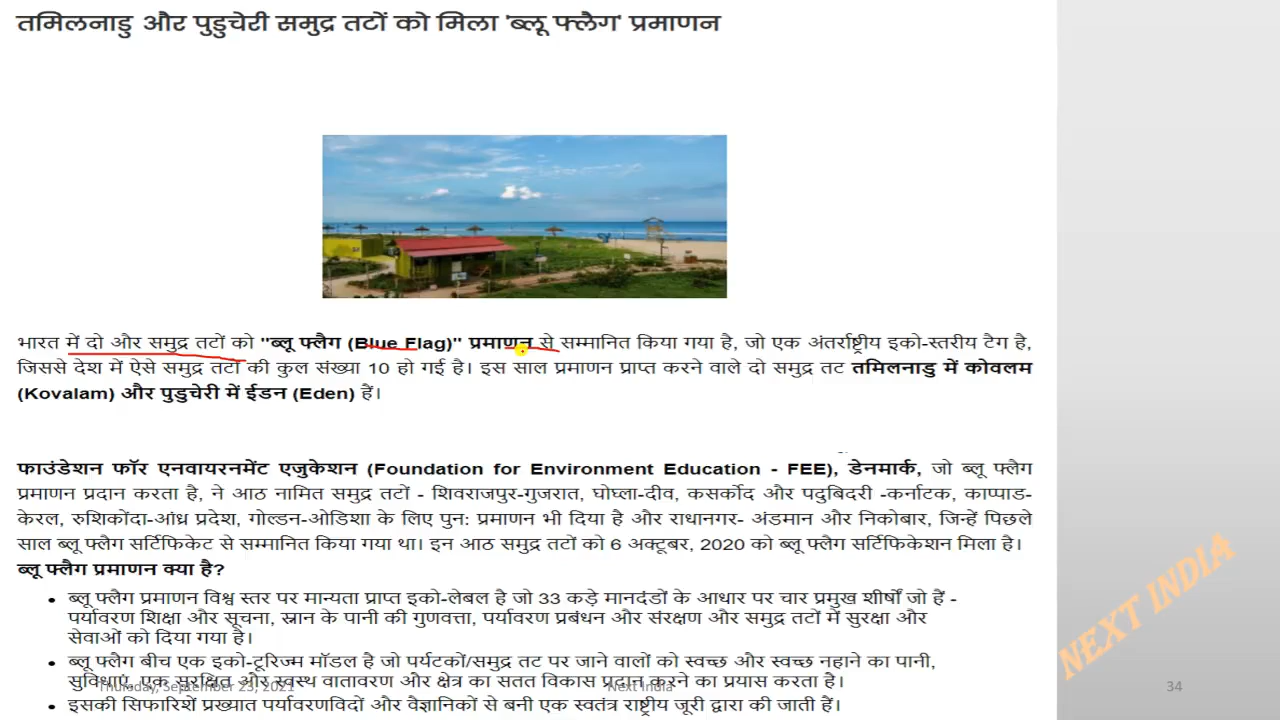 तमिलनाडु और पुडुचेरी समुद्र तटों को मिला 'ब्लू फ्लैग' प्रमाणन
भारत में दो और समुद्र तटों को "ब्लू फ्लैग (Blue Flag)" प्रमाणन से सम्मानित किया गया है, जो एक अंतर्राष्ट्रीय इको-स्तरीय टैग है,
जिससे देश में ऐसे समुद्र तटों की कुल संख्या 10 हो गई है। इस साल प्रमाणन प्राप्त करने वाले दो समुद्र तट तमिलनाडु में कोवलम
(Kovalam) और पुडुचेरी में ईडन (Eden) हैं।
फाउंडेशन फॉर एनवायरनमेंट एजुकेशन (Foundation for Environment Education - FEE), डेनमार्क, जो ब्लू फ्लैग
प्रमाणन प्रदान करता है, ने आठ नामित समुद्र तटों - शिवराजपुर-गुजरात, घोघ्ला-दीव, कसर्कोद और पदुबिदरी -कर्नाटक, काप्पाड-
केरल, रुशिकोंदा-आंध्र प्रदेश, गोल्डन-ओडिशा के लिए पुन: प्रमाणन भी दिया है और राधानगर- अंडमान और निकोबार, जिन्हें पिछले
साल ब्लू फ्लैग सर्टिफिकेट से सम्मानित किया गया था। इन आठ समुद्र तटों को 6 अक्टूबर, 2020 को ब्लू फ्लैग सर्टिफिकेशन मिला है।
ब्लू फ्लैग प्रमाणन क्या है?
• ब्लू फ्लैग प्रमाणन विश्व स्तर पर मान्यता प्राप्त इको-लेबल है जो 33 कड़े मानदंडों के आधार पर चार प्रमुख शीर्षों जो हैं -
पर्यावरण शिक्षा और सूचना, स्नान के पानी की गुणवत्ता, पर्यावरण प्रबंधन और संरक्षण और समुद्र तटों में सुरक्षा और
सेवाओं को दिया गया है।
• ब्लू फ्लैग बीच एक इको-टूरिज्म मॉडल है जो पर्यटकों/समुद्र तट पर जाने वालों को स्वच्छ और स्वच्छ नहाने का पानी,
सुविधाएं, एक सुरक्षित और स्वस्थ वातावरण और क्षेत्र का सतत विकास प्रदान करने का प्रयास करता है।
Thursday, September 23, 2021 Next India 34
• इसकी सिफारिशें प्रख्यात पर्यावरणविदों और वैज्ञानिकों से बनी एक स्वतंत्र राष्ट्रीय जूरी द्वारा की जाती हैं।
NEXT INDIA